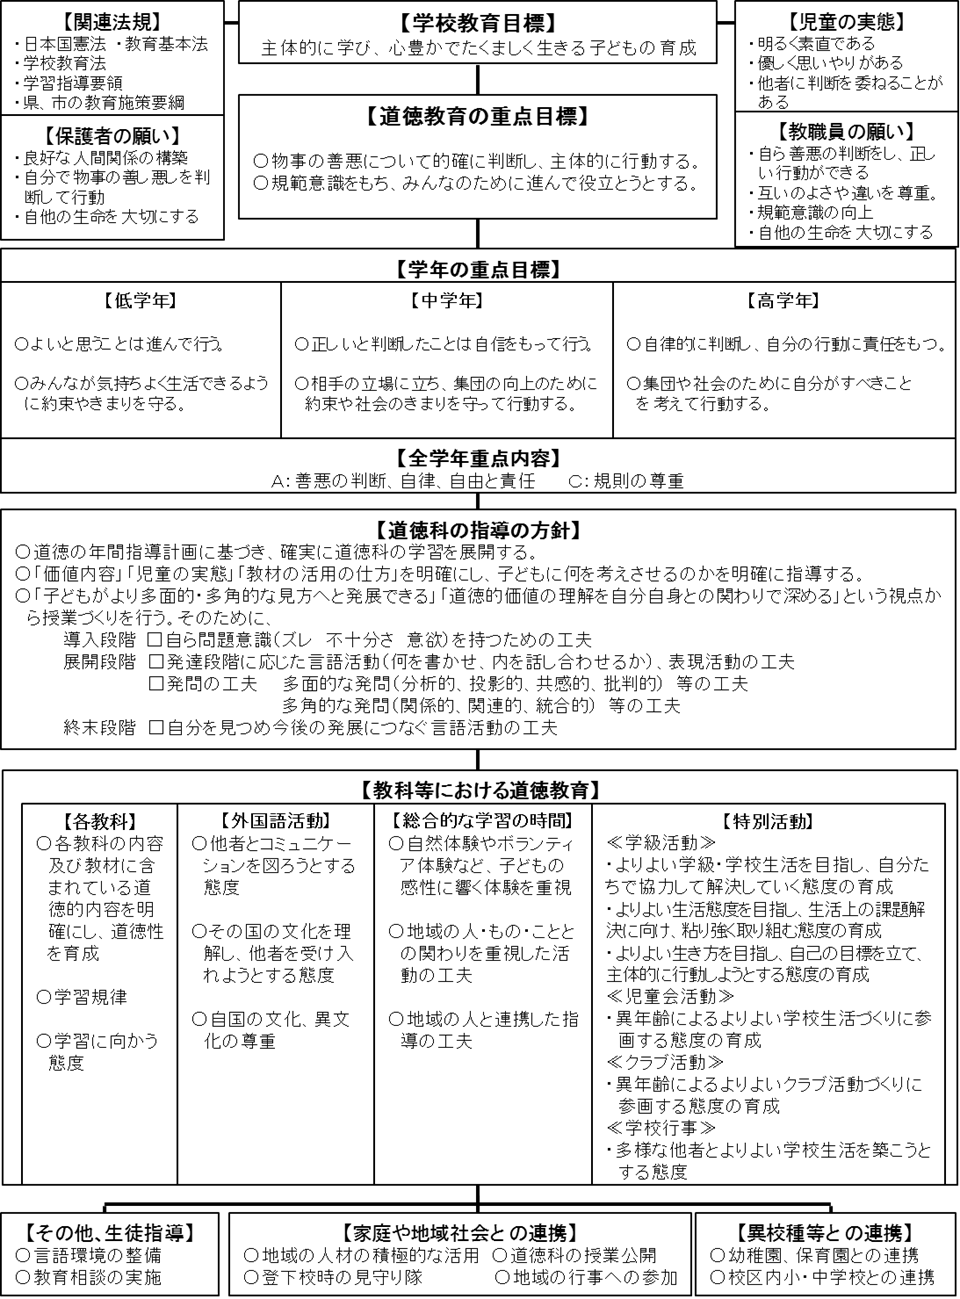 【関連法規】
・日本国憲法 ・教育基本法
・学校教育法
・学習指導要領
・県、市の教育施策要綱
【保護者の願い】
・良好な人間関係の構築
・自分で物事の善し悪しを判
断して行動
・自他の生命を大切にする
【学校教育目標】
主体的に学び、心豊かでたくましく生きる子どもの育成
【道徳教育の重点目標】
○物事の善悪について的確に判断し、主体的に行動する。
○規範意識をもち、みんなのために進んで役立とうとする。
【児童の実態】
・明るく素直である
・優しく思いやりがある
・他者に判断を委ねることが
ある
【教職員の願い】
・自ら善悪の判断をし、正し
い行動ができる
・互いのよさや違いを尊重。
・規範意識の向上
・自他の生命を大切にする
【学年の重点目標】
【低学年】
○よいと思うことは進んで行う。
○みんなが気持ちよく生活できるよう
に約束やきまりを守る。
【中学年】
○正しいと判断したことは自信をもって行う。
○相手の立場に立ち、集団の向上のために
約束や社会のきまりを守って行動する。
【高学年】
○自律的に判断し、自分の行動に責任をもつ。
○集団や社会のために自分がすべきこと
を考えて行動する。
【全学年重点内容】
A：善悪の判断、自律、自由と責任 C：規則の尊重
【道徳科の指導の方針】
○道徳の年間指導計画に基づき、確実に道徳科の学習を展開する。
○「価値内容」「児童の実態」「教材の活用の仕方」を明確にし、子どもに何を考えさせるのかを明確に指導する。
○「子どもがより多面的・多角的な見方へと発展できる」「道徳的価値の理解を自分自身との関わりで深める」という視点か
ら授業づくりを行う。そのために、
導入段階 □自ら問題意識（ズレ 不十分さ 意欲）を持つための工夫
展開段階 □発達段階に応じた言語活動（何を書かせ、内を話し合わせるか）、表現活動の工夫
□発問の工夫 多面的な発問（分析的、投影的、共感的、批判的） 等の工夫
多角的な発問（関係的、関連的、統合的） 等の工夫
終末段階 □自分を見つめ今後の発展につなぐ言語活動の工夫
【教科等における道徳教育】
【各教科】
○各教科の内容
及び教材に含
まれている道
徳的内容を明
確にし、道徳性
を育成
○学習規律
○学習に向かう
態度
【外国語活動】
○他者とコミュニケー
ションを図ろうとする
態度
○その国の文化を理
解し、他者を受け入
れようとする態度
○自国の文化、異文
化の尊重
【総合的な学習の時間】
○自然体験やボランティ
ア体験など、子どもの
感性に響く体験を重視
○地域の人・もの・ことと
の関わりを重視した活
動の工夫
○地域の人と連携した指
導の工夫
【特別活動】
≪学級活動≫
・よりよい学級・学校生活を目指し、自分た
ちで協力して解決していく態度の育成
・よりよい生活態度を目指し、生活上の課題解
決に向け、粘り強く取り組む態度の育成
・よりよい生き方を目指し、自己の目標を立て、
主体的に行動しようとする態度の育成
≪児童会活動≫
・異年齢によるよりよい学校生活づくりに参
画する態度の育成
≪クラブ活動≫
・異年齢によるよりよいクラブ活動づくりに
参画する態度の育成
≪学校行事≫
・多様な他者とよりよい学校生活を築こうと
する態度
【その他、生徒指導】
○言語環境の整備
○教育相談の実施
【家庭や地域社会との連携】
○地域の人材の積極的な活用 ○道徳科の授業公開
○登下校時の見守り隊 ○地域の行事への参加
【異校種等との連携】
○幼稚園、保育園との連携
○校区内小・中学校との連携